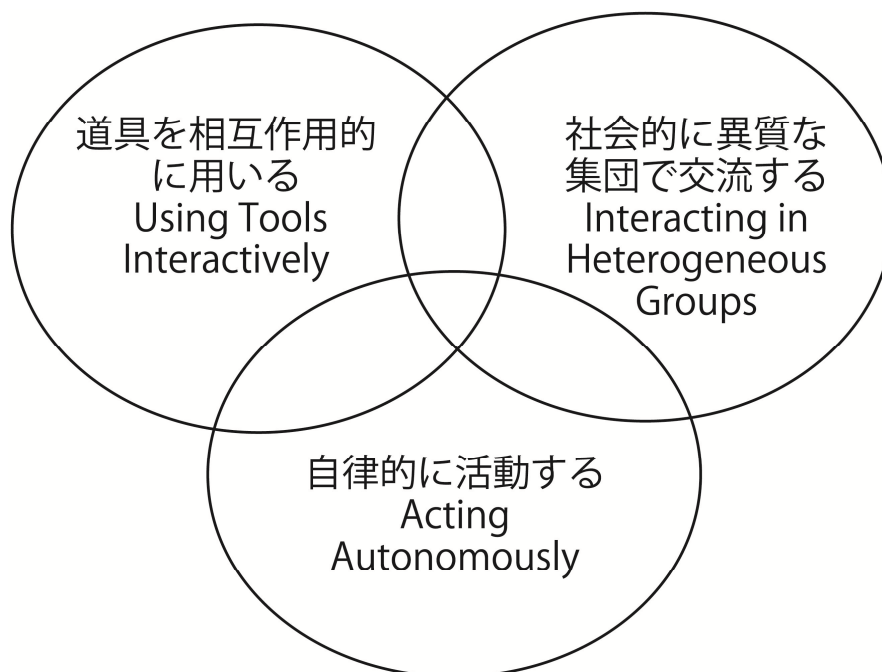 道具を相互作用的
に用いる
Using Tools
Interactively
社会的に異質な
集団で交流する
Interacting in
Heterogeneous
Groups
自律的に活動する
Acting
Autonomously